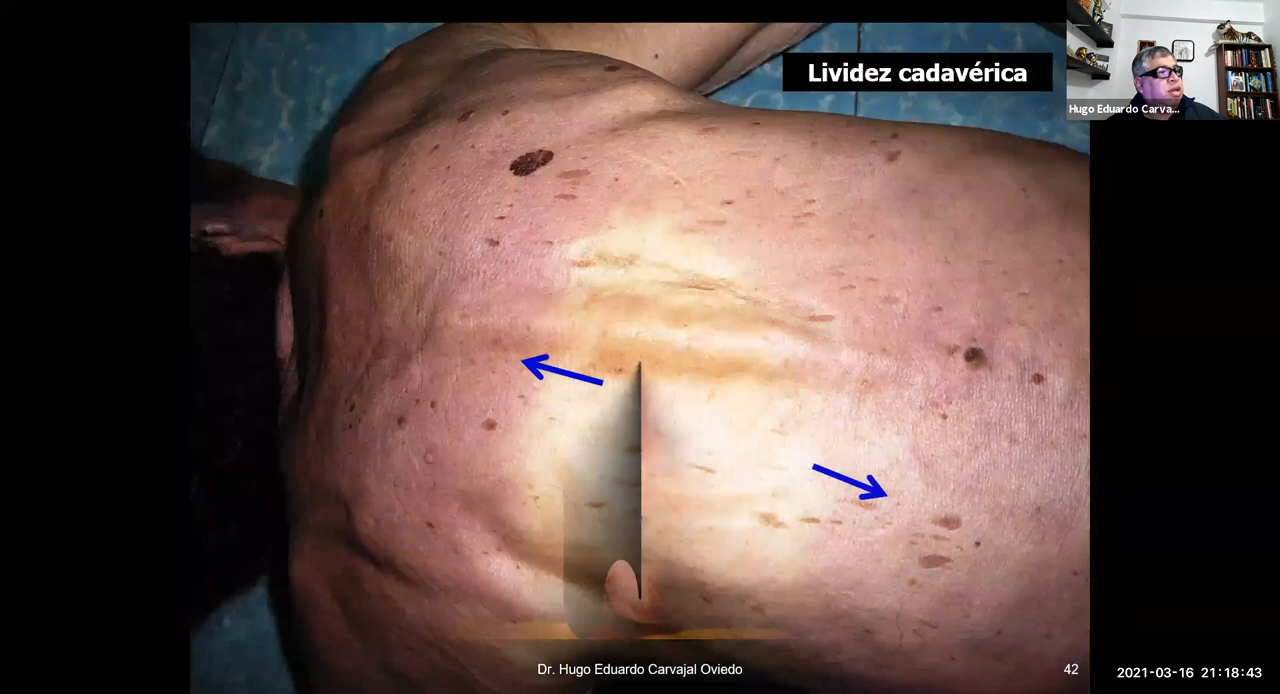 Lividez cadavérica
Hugo Eduardo Carva...
Dr. Hugo Eduardo Carvajal Oviedo
42
2021-03-16 21:18:43